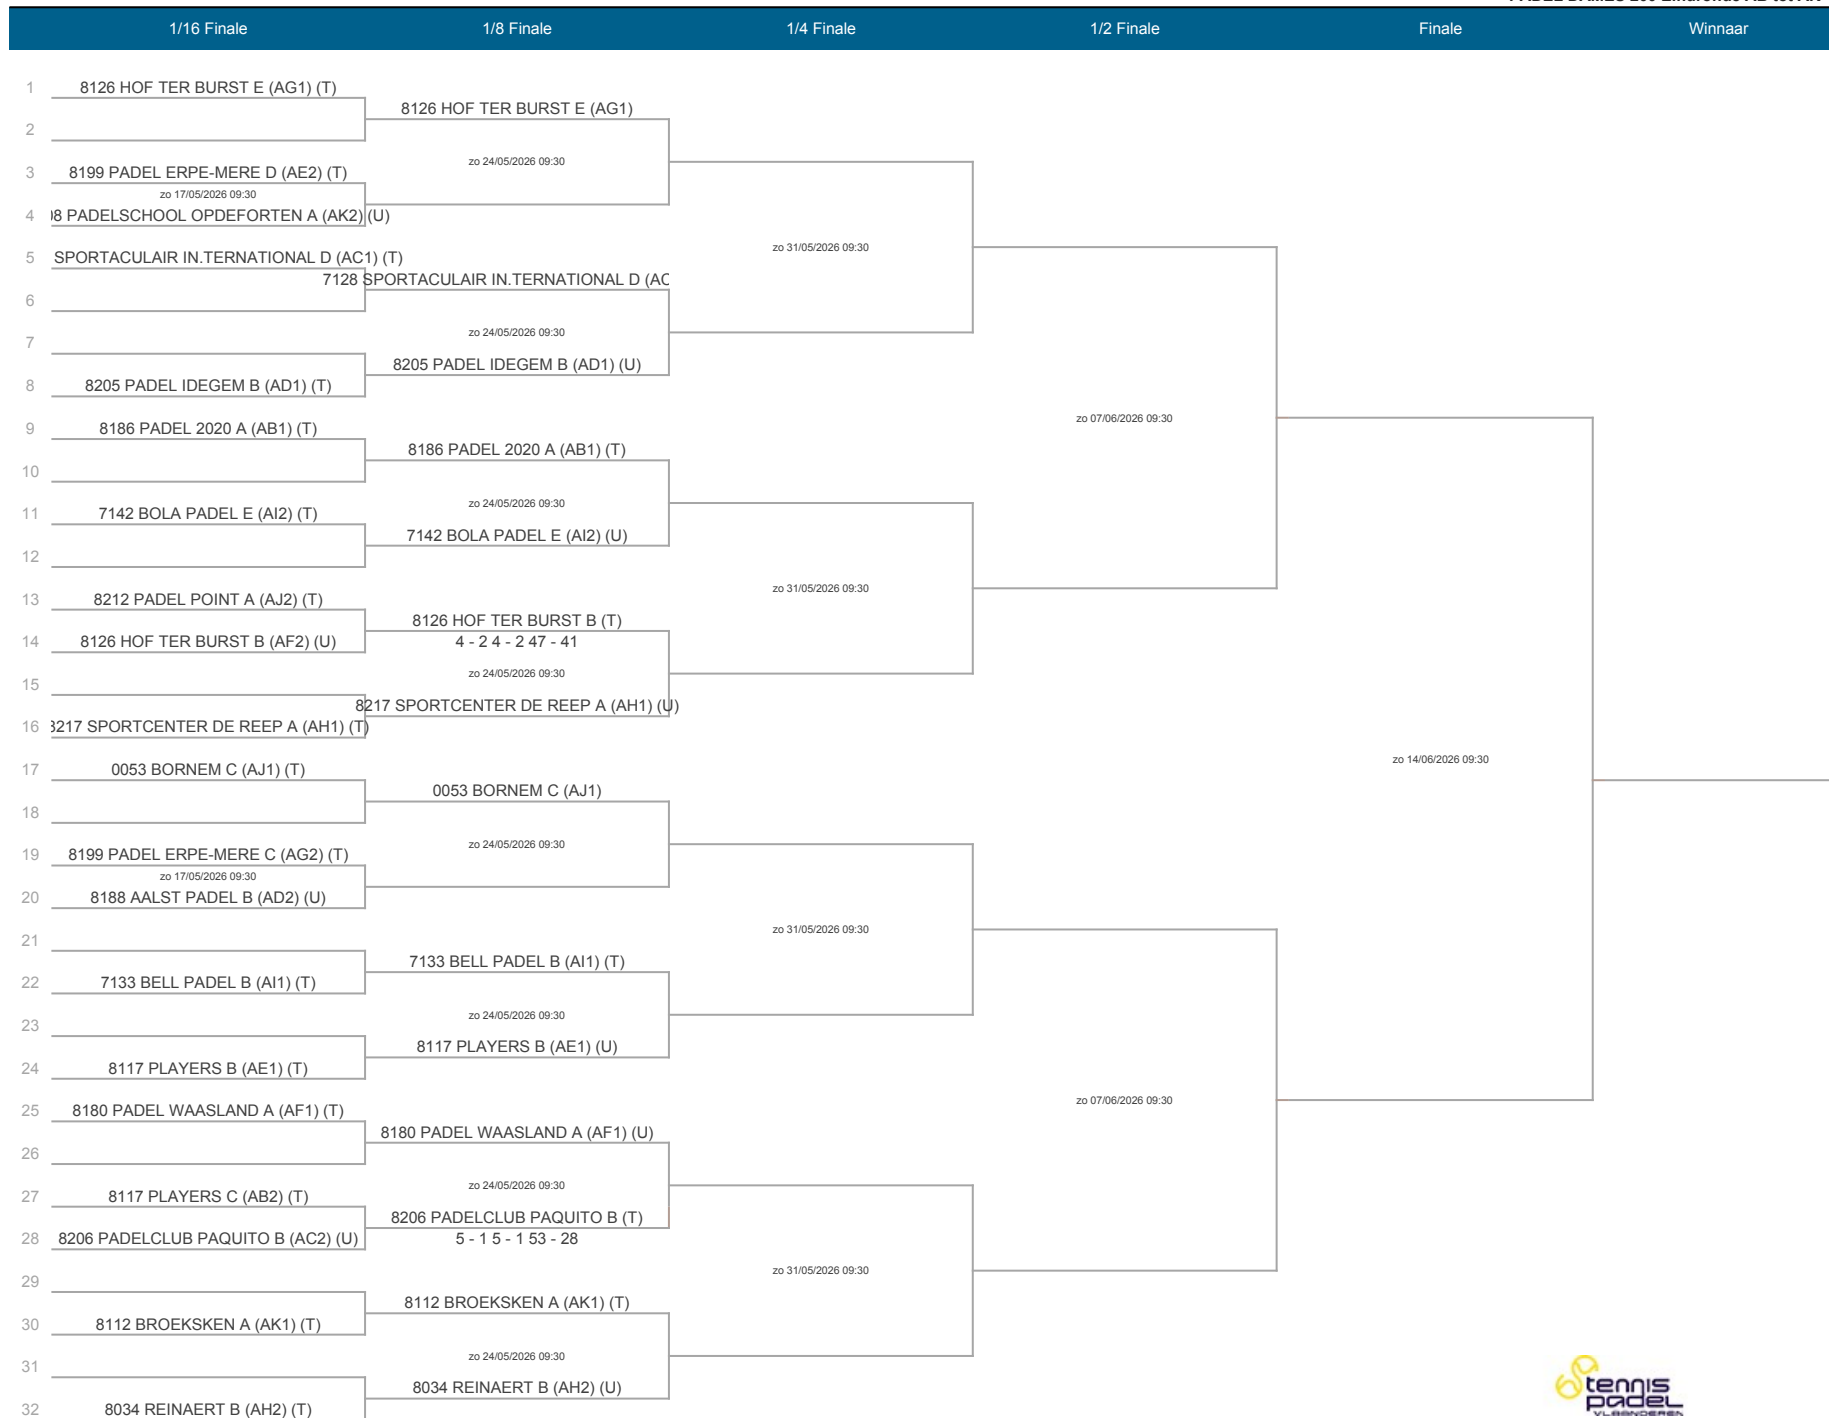 1/16 Finale 1/8 Finale 1/4 Finale 1/2 Finale Finale Winnaar
1 8126 HOF TER BURST E (AG1) (T)
8126 HOF TER BURST E (AG1)
2
zo 24/05/2026 09:30
3 8199 PADEL ERPE-MERE D (AE2) (T)
zo 17/05/2026 09:30
4 8 PADELSCHOOL OPDEFORTEN A (AK2) (U)
zo 31/05/2026 09:30
5 SPORTACULAIR IN.TERNATIONAL D (AC1) (T)
7128 SPORTACULAIR IN.TERNATIONAL D (AC
6
zo 24/05/2026 09:30
7
8205 PADEL IDEGEM B (AD1) (U)
8 8205 PADEL IDEGEM B (AD1) (T)
zo 07/06/2026 09:30
9 8186 PADEL 2020 A (AB1) (T)
8186 PADEL 2020 A (AB1) (T)
10
zo 24/05/2026 09:30
11 7142 BOLA PADEL E (AI2) (T)
7142 BOLA PADEL E (AI2) (U)
12
zo 31/05/2026 09:30
13 8212 PADEL POINT A (AJ2) (T)
8126 HOF TER BURST B (T)
14 8126 HOF TER BURST B (AF2) (U)
4 - 2 4 - 2 47 - 41
zo 24/05/2026 09:30
15
8217 SPORTCENTER DE REEP A (AH1) (U)
16 8217 SPORTCENTER DE REEP A (AH1) (T)
zo 14/06/2026 09:30
17 0053 BORNEM C (AJ1) (T)
0053 BORNEM C (AJ1)
18
zo 24/05/2026 09:30
19 8199 PADEL ERPE-MERE C (AG2) (T)
zo 17/05/2026 09:30
20 8188 AALST PADEL B (AD2) (U)
zo 31/05/2026 09:30
21
7133 BELL PADEL B (AI1) (T)
22 7133 BELL PADEL B (AI1) (T)
zo 24/05/2026 09:30
23
8117 PLAYERS B (AE1) (U)
24 8117 PLAYERS B (AE1) (T)
zo 07/06/2026 09:30
25 8180 PADEL WAASLAND A (AF1) (T)
8180 PADEL WAASLAND A (AF1) (U)
26
zo 24/05/2026 09:30
27 8117 PLAYERS C (AB2) (T)
8206 PADELCLUB PAQUITO B (T)
28 8206 PADELCLUB PAQUITO B (AC2) (U)
5 - 1 5 - 1 53 - 28
zo 31/05/2026 09:30
29
8112 BROEKSKEN A (AK1) (T)
30 8112 BROEKSKEN A (AK1) (T)
zo 24/05/2026 09:30
31
8034 REINAERT B (AH2) (U)
32 8034 REINAERT B (AH2) (T)
tennis
padel
VLAANDEREN